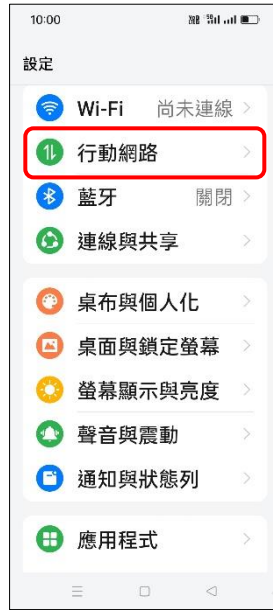 10:00
設定
Wi-Fi 尚未連線
行動網路
藍牙 關閉
連線與共享
桌布與個人化
桌面與鎖定螢幕
螢幕顯示與亮度
聲音與震動
通知與狀態列
應用程式